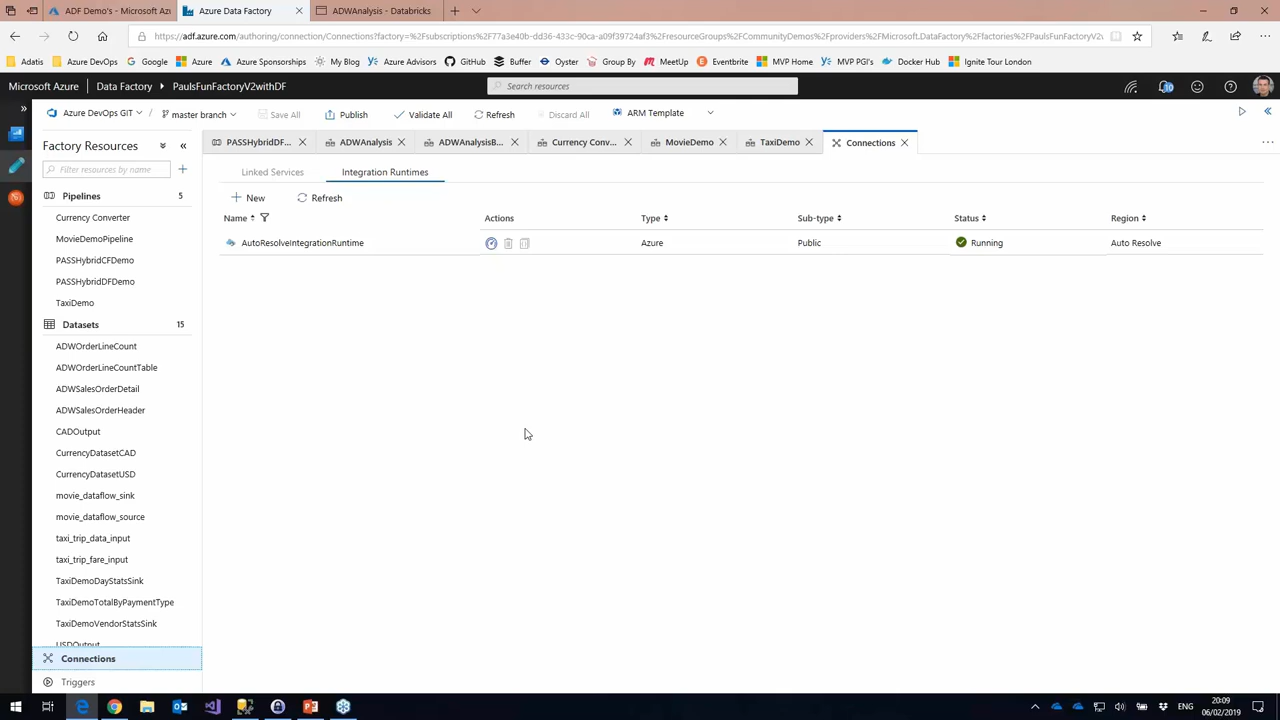 ADF Demo's - Microsoft Az
Azure Data Factory
ADWAnalysis - Databricks
https://adf.azure.com/authoring/connection/Connections?factory=%2Fsubscriptions%2F77a3e40b-dd36-433c-90ca-a09f39724af3%2FresourceGroups%2FCommunityDemos%2Fproviders%2FMicrosoft.DataFactory%2Ffactories%2FPaulsFunFactoryV2w
Adatis
Azure DevOps
Google
Azure
Azure Sponsorships
My Blog
Azure Advisors
GitHub
Buffer
Oyster
Group By
MeetUp
Eventbrite
MVP Home
MVP PGI's
Docker Hub
Ignite Tour London
Microsoft Azure
Data Factory
PaulsFunFactoryV2withDF
Search resources
Azure DevOps GIT
master branch
Save All
Publish
Validate All
Refresh
Discard All
ARM Template
Factory Resources
Filter resources by name
Pipelines 5
Currency Converter
MovieDemoPipeline
PASSHybridCFDemo
PASSHybridDFDemo
TaxiDemo
Datasets 15
ADWOrderLineCount
ADWOrderLineCountTable
ADWSalesOrderDetail
ADWSalesOrderHeader
CADOutput
CurrencyDatasetCAD
CurrencyDatasetUSD
movie_dataflow_sink
movie_dataflow_source
taxi_trip_data_input
taxi_trip_fare_input
TaxiDemoDayStatsSink
TaxiDemoTotalByPaymentType
TaxiDemoVendorStatsSink
USDOutput
Connections
Triggers
PASSHybridDF...
ADWAnalysis
ADWAnalysisB...
Currency Conv...
MovieDemo
TaxiDemo
Connections
Linked Services
Integration Runtimes
New
Refresh
Name Actions Type Sub-type Status Region
AutoResolveIntegrationRuntime Azure Public Running Auto Resolve
20:09
06/02/2019